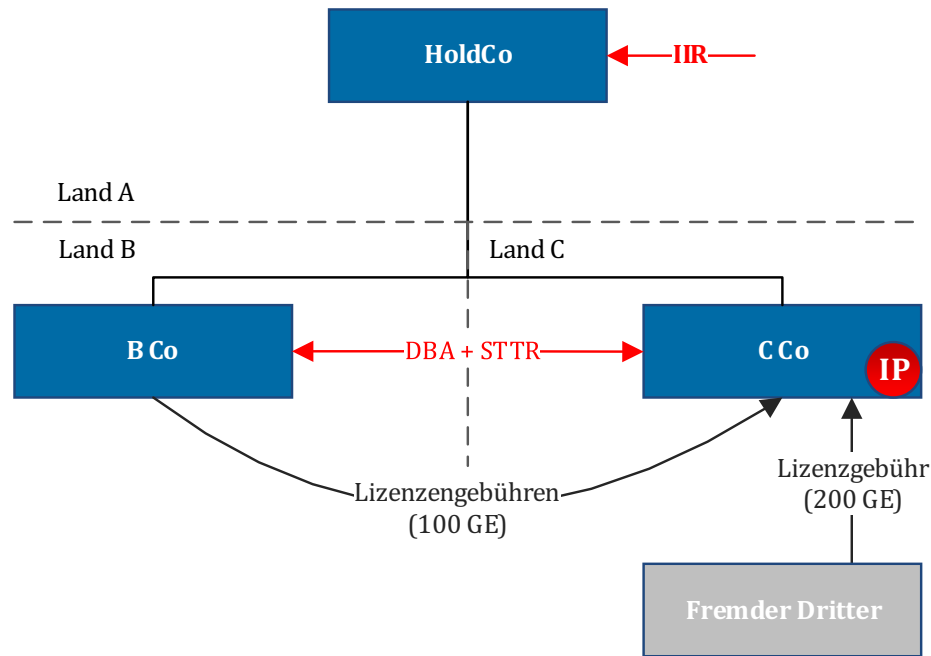 HoldCo
IIR
Land A
Land B
Land C
B Co
DBA + STTR
C Co
IP
Lizenzengebühren
(100 GE)
Lizenzgebühr
(200 GE)
Fremder Dritter